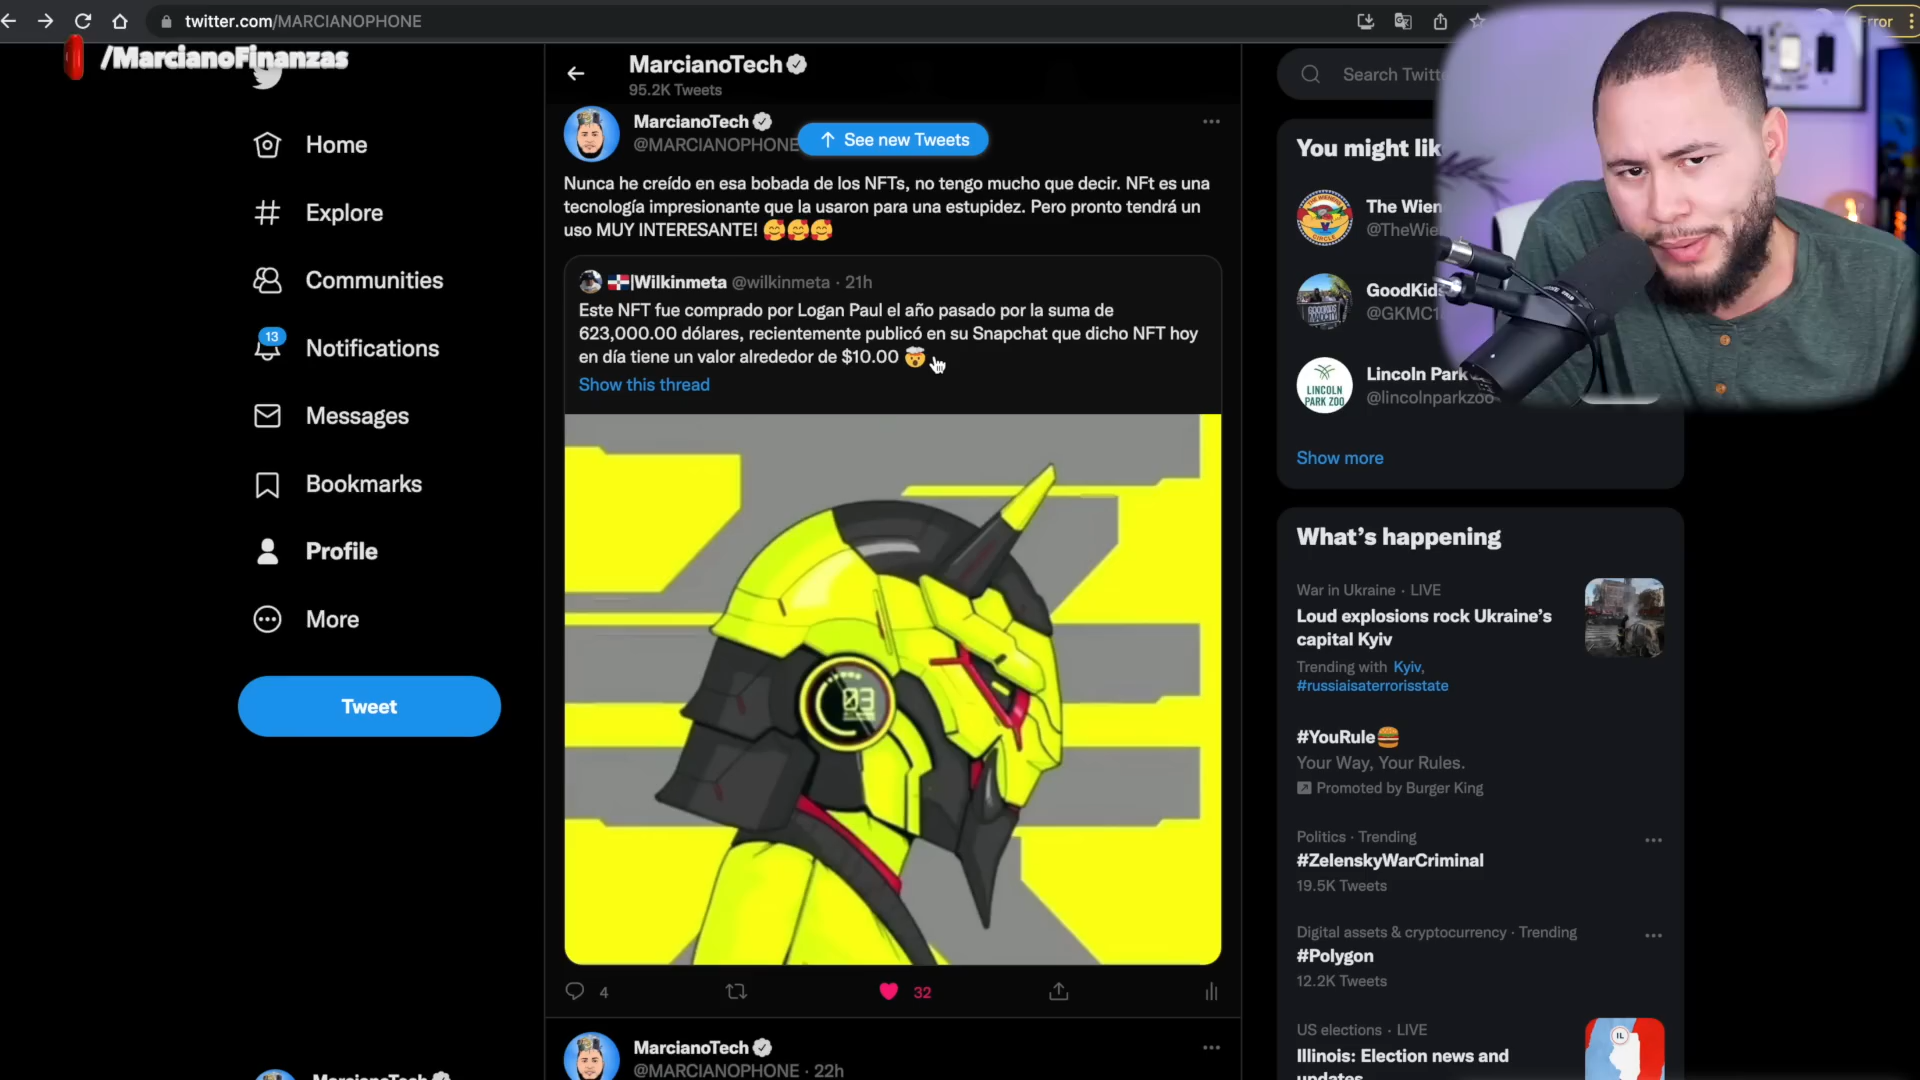 twitter.com/MARCIANOPHONE
Error
/MarcianoFinanzas
Home
Explore
Communities
13
Notifications
Messages
Bookmarks
Profile
More
Tweet
MarcianoTech
MarcianoTech
95.2K Tweets
MarcianoTech
@MARCIANOPHONE
See new Tweets
Nunca he creído en esa bobada de los NFTs, no tengo mucho que decir. NFt es una
tecnología impresionante que la usaron para una estupidez. Pero pronto tendrá un
uso MUY INTERESANTE! 🥰🥰🥰
🇩🇴|Wilkinmeta @wilkinmeta · 21h
Este NFT fue comprado por Logan Paul el año pasado por la suma de
623,000.00 dólares, recientemente publicó en su Snapchat que dicho NFT hoy
en día tiene un valor alrededor de $10.00 🤯
Show this thread
03
4
32
MarcianoTech
@MARCIANOPHONE · 22h
Search Twitt
You might lik
The Wien
@TheWie
GoodKids
@GKMC1
LINCOLN
PARK ZOO
Lincoln Park
@lincolnparkzoo
Show more
What's happening
War in Ukraine · LIVE
Loud explosions rock Ukraine's
capital Kyiv
Trending with Kyiv,
#russiaisaterrorisstate
#YouRule🍔
Your Way, Your Rules.
Promoted by Burger King
Politics · Trending
#ZelenskyWarCriminal
19.5K Tweets
Digital assets & cryptocurrency · Trending
#Polygon
12.2K Tweets
US elections · LIVE
Illinois: Election news and
updates
IL